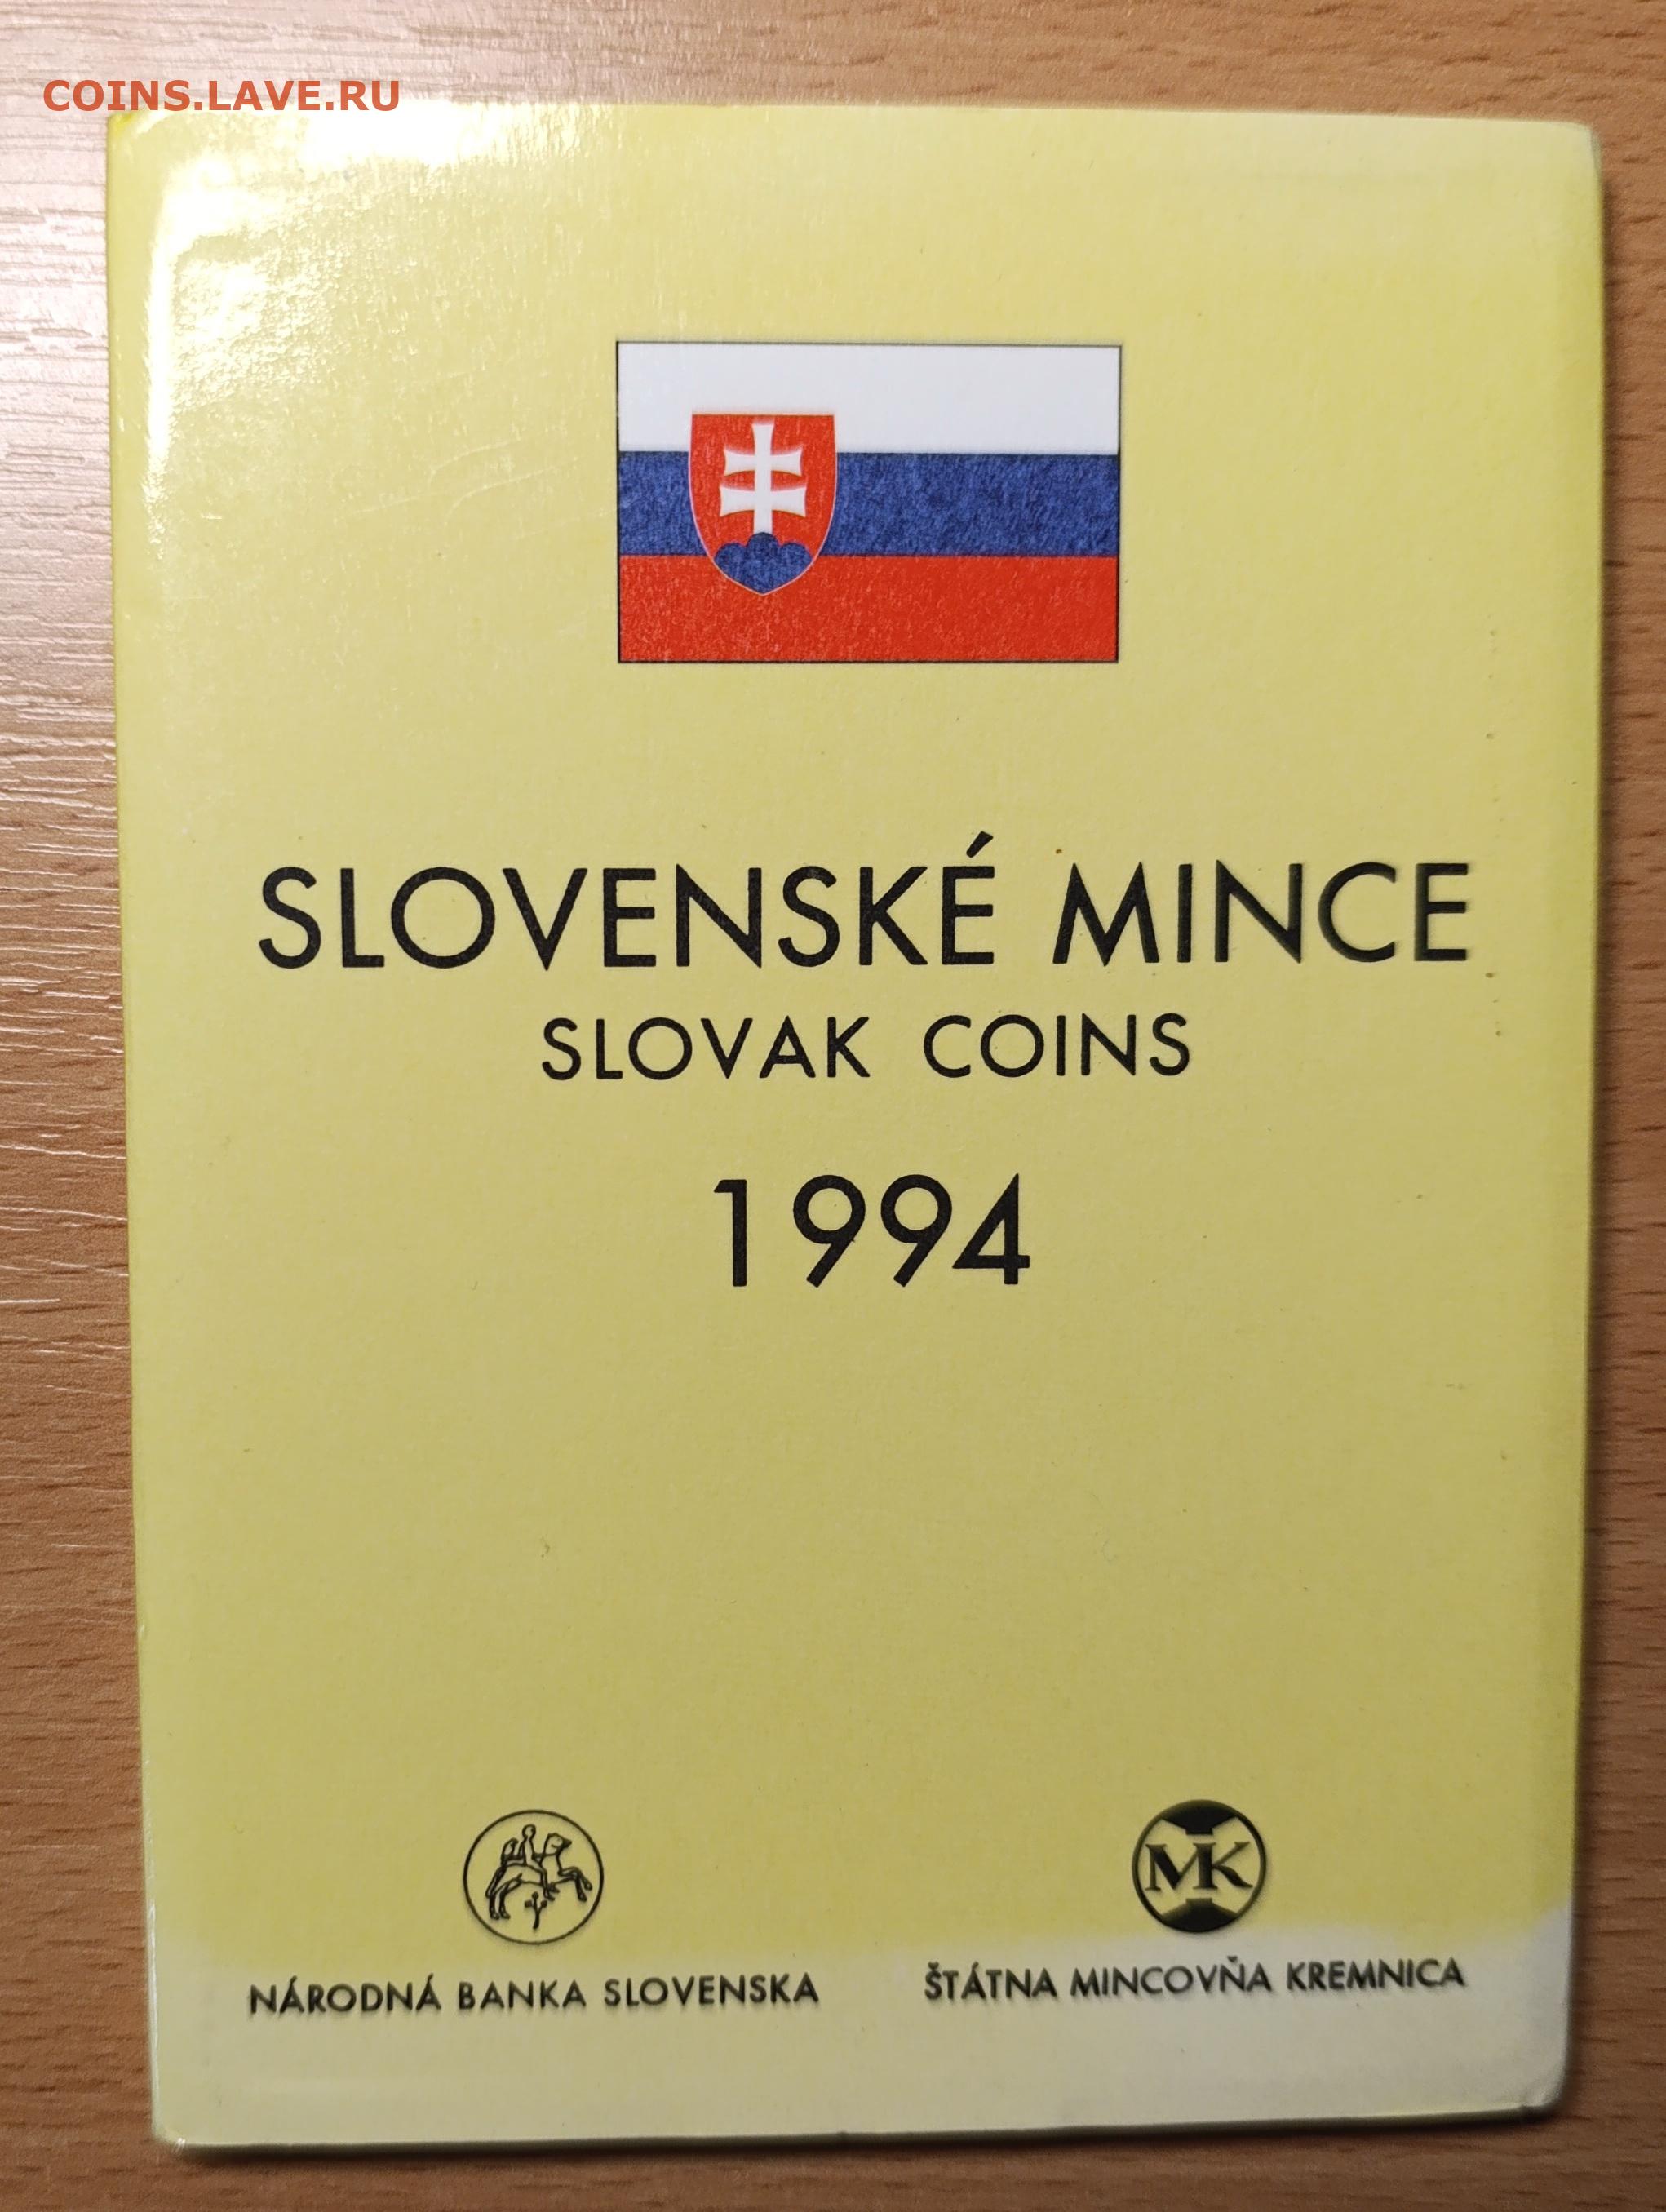 COINS.LAVE.RU
SLOVENSKÉ MINCE
SLOVAK COINS
1994
MK
NÁRODNÁ BANKA SLOVENSKA
ŠTÁTNA MINCOVŇA KREMNICA